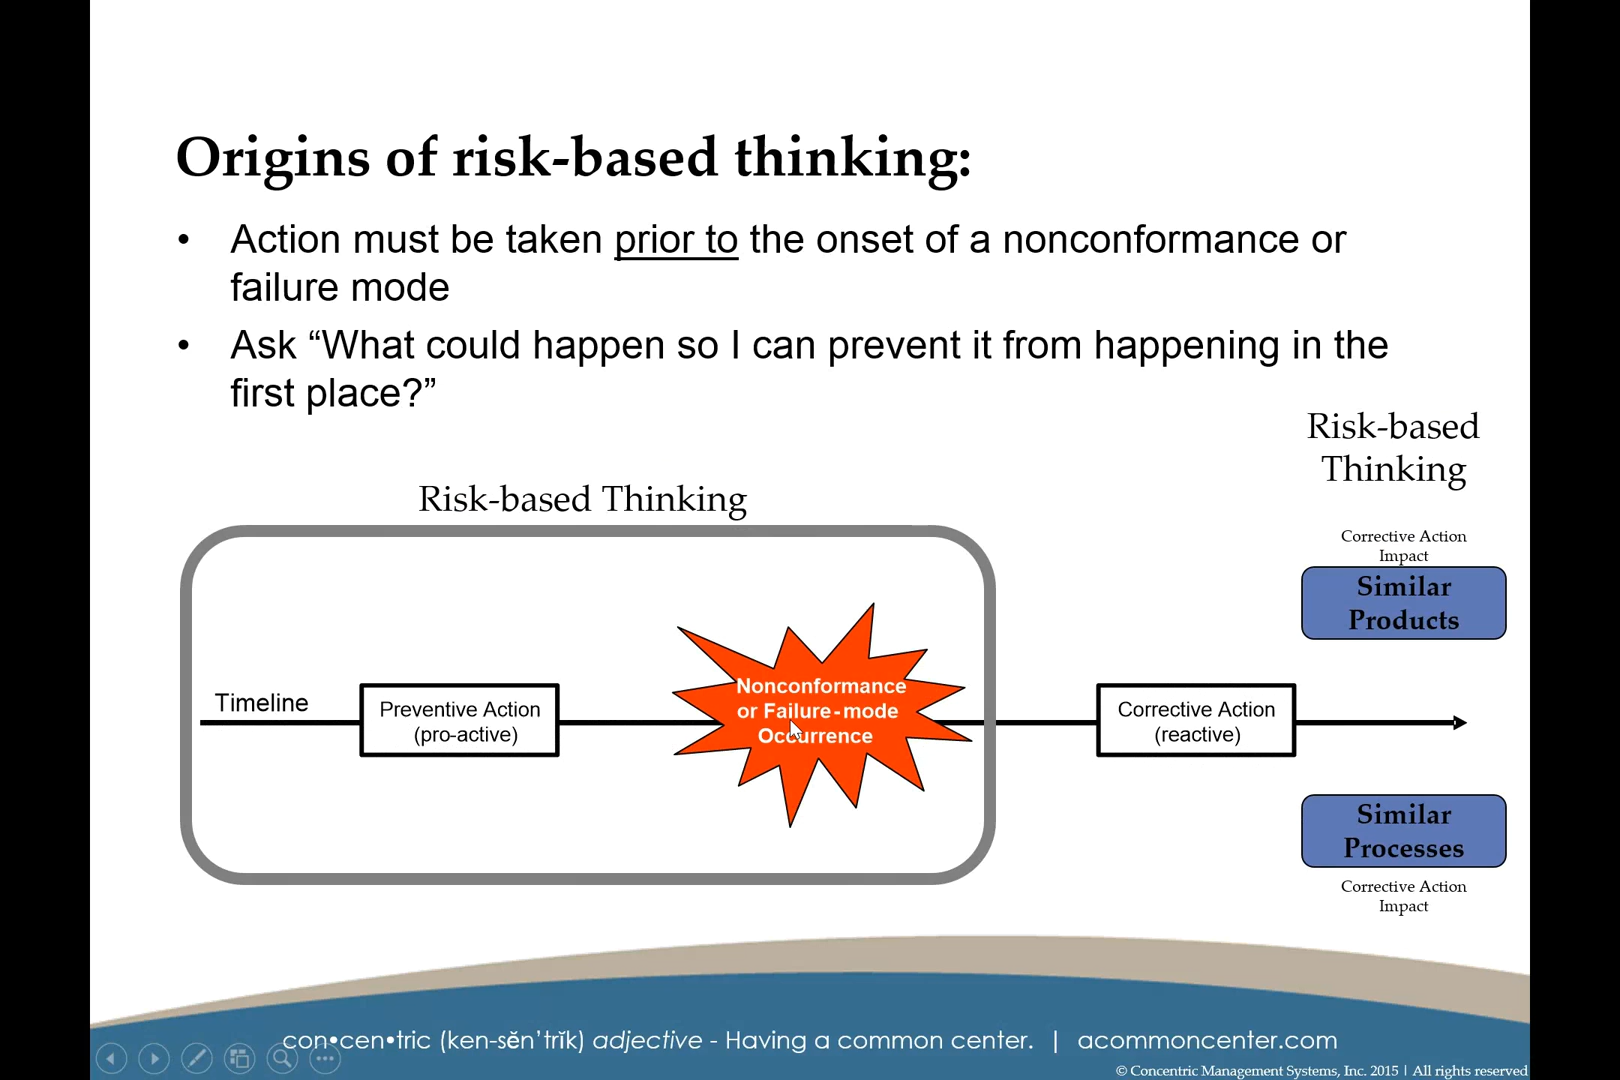 Origins of risk-based thinking:
• Action must be taken prior to the onset of a nonconformance or
failure mode
• Ask “What could happen so I can prevent it from happening in the
first place?”
Risk-based
Thinking
Risk-based Thinking
Corrective Action
Impact
Similar
Products
Timeline
Preventive Action
(pro-active)
Nonconformance
or Failure-mode
Occurrence
Corrective Action
(reactive)
Similar
Processes
Corrective Action
Impact
con•cen•tric (ken-sĕn’trĭk) adjective - Having a common center. | acommoncenter.com
© Concentric Management Systems, Inc. 2015 | All rights reserved